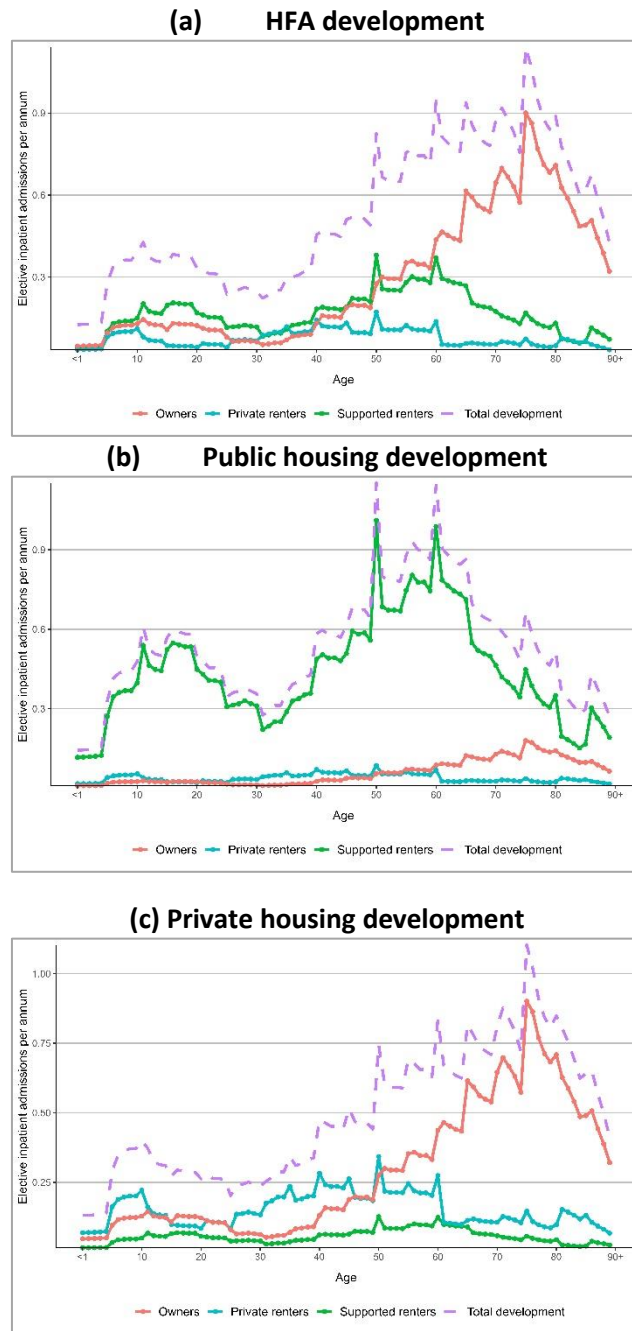 (a) HFA development
Elective inpatient admissions per annum
0.9
0.6
0.3
<1 10 20 30 40 50 60 70 80 90+
Age
Owners Private renters Supported renters Total development
(b) Public housing development
Elective inpatient admissions per annum
0.9
0.6
0.3
<1 10 20 30 40 50 60 70 80 90+
Age
Owners Private renters Supported renters Total development
(c) Private housing development
Elective inpatient admissions per annum
1.00
0.75
0.50
0.25
<1 10 20 30 40 50 60 70 80 90+
Age
Owners Private renters Supported renters Total development